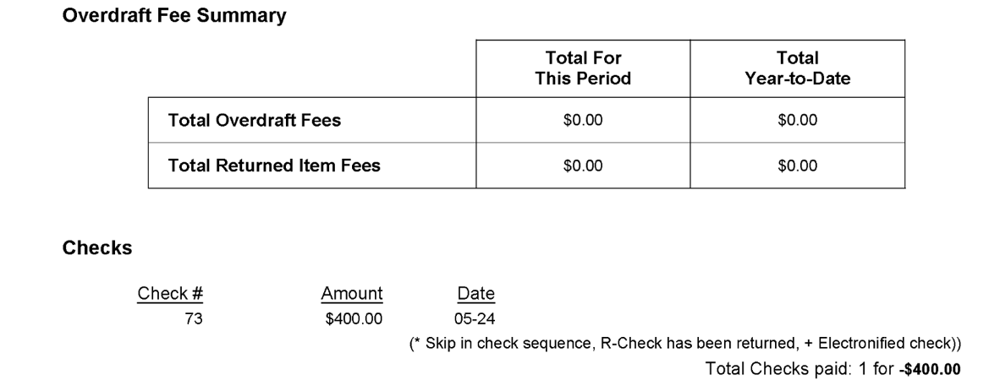 Overdraft Fee Summary
Total For This Period
Total Year-to-Date
Total Overdraft Fees $0.00 $0.00
Total Returned Item Fees $0.00 $0.00
Checks
Check # Amount Date
73 $400.00 05-24
(* Skip in check sequence, R-Check has been returned, + Electronified check))
Total Checks paid: 1 for -$400.00